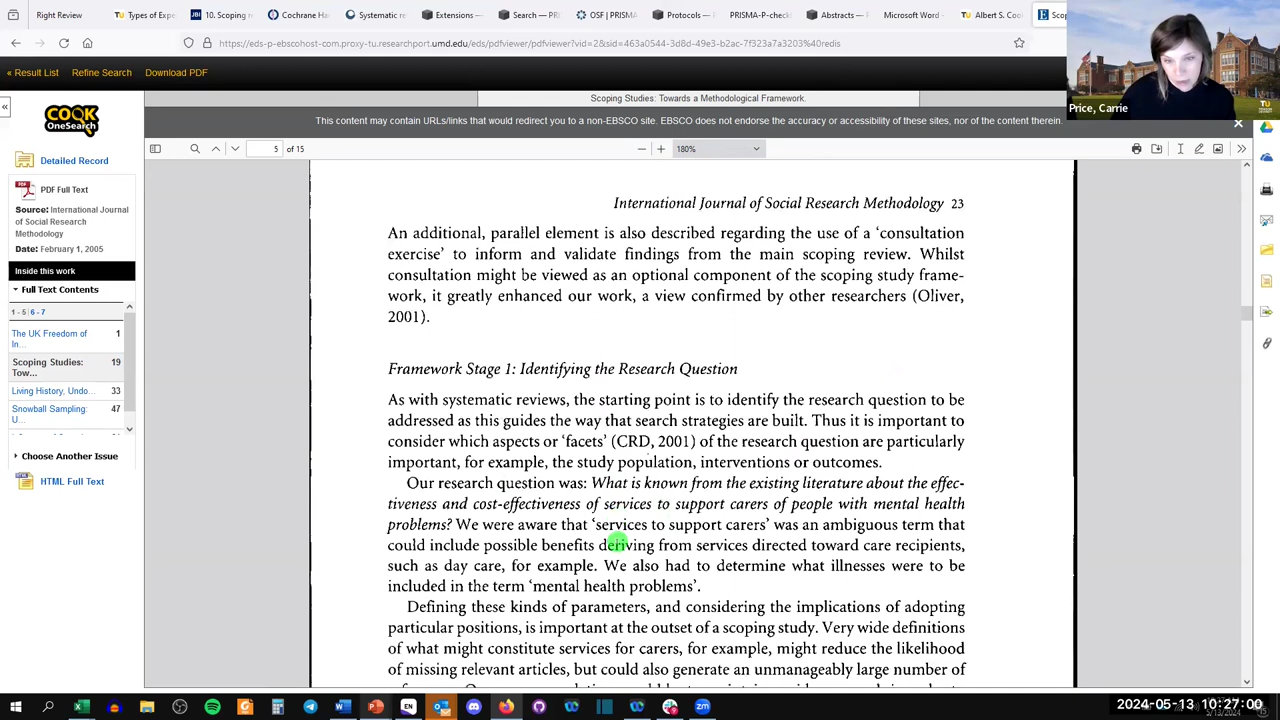 Right Review
Types of Exp
10. Scoping r
Cochrane Ha
Systematic re
Extensions —
Search — PRI
OSF | PRISMA
Protocols —
PRISMA-P-che
Abstracts —
Microsoft Word -
Albert S. Coo
Scop
https://eds-p-ebscohost-com.proxy-tu.researchport.umd.edu/eds/pdfviewer/pdfviewer?vid=2&sid=463a0544-3d8d-49e3-b2ac-7f323a7a3203%40redis
« Result List Refine Search Download PDF
Price, Carrie
Scoping Studies: Towards a Methodological Framework.
This content may contain URLs/links that would redirect you to a non-EBSCO site. EBSCO does not endorse the accuracy or accessibility of these sites, nor of the content therein.
5 of 15
180%
COOK
OneSearch
Detailed Record
PDF Full Text
Source: International Journal
of Social Research
Methodology
Date: February 1, 2005
Inside this work
Full Text Contents
1 - 5 | 6 - 7
The UK Freedom of
In...
1
Scoping Studies:
Tow...
19
Living History, Undo...
33
Snowball Sampling:
U...
47
Choose Another Issue
HTML Full Text
International Journal of Social Research Methodology 23
An additional, parallel element is also described regarding the use of a ‘consultation
exercise’ to inform and validate findings from the main scoping review. Whilst
consultation might be viewed as an optional component of the scoping study frame-
work, it greatly enhanced our work, a view confirmed by other researchers (Oliver,
2001).
Framework Stage 1: Identifying the Research Question
As with systematic reviews, the starting point is to identify the research question to be
addressed as this guides the way that search strategies are built. Thus it is important to
consider which aspects or ‘facets’ (CRD, 2001) of the research question are particularly
important, for example, the study population, interventions or outcomes.
Our research question was: What is known from the existing literature about the effec-
tiveness and cost-effectiveness of services to support carers of people with mental health
problems? We were aware that ‘services to support carers’ was an ambiguous term that
could include possible benefits deriving from services directed toward care recipients,
such as day care, for example. We also had to determine what illnesses were to be
included in the term ‘mental health problems’.
Defining these kinds of parameters, and considering the implications of adopting
particular positions, is important at the outset of a scoping study. Very wide definitions
of what might constitute services for carers, for example, might reduce the likelihood
of missing relevant articles, but could also generate an unmanageably large number of
2024-05-13 10:27:00